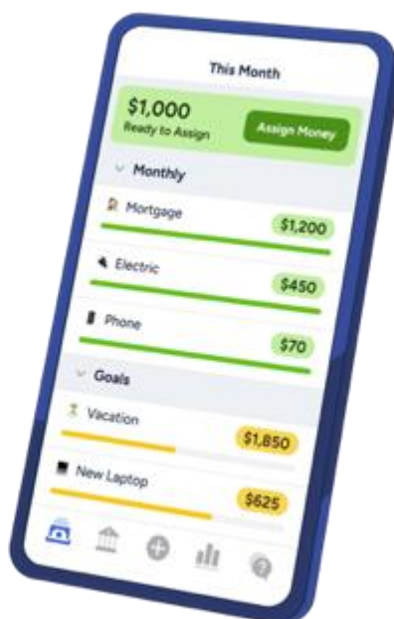 This Month
$1,000
Ready to Assign
Assign Money
Monthly
Mortgage
$1,200
Electric
$450
Phone
$70
Goals
Vacation
$1,850
New Laptop
$625
?